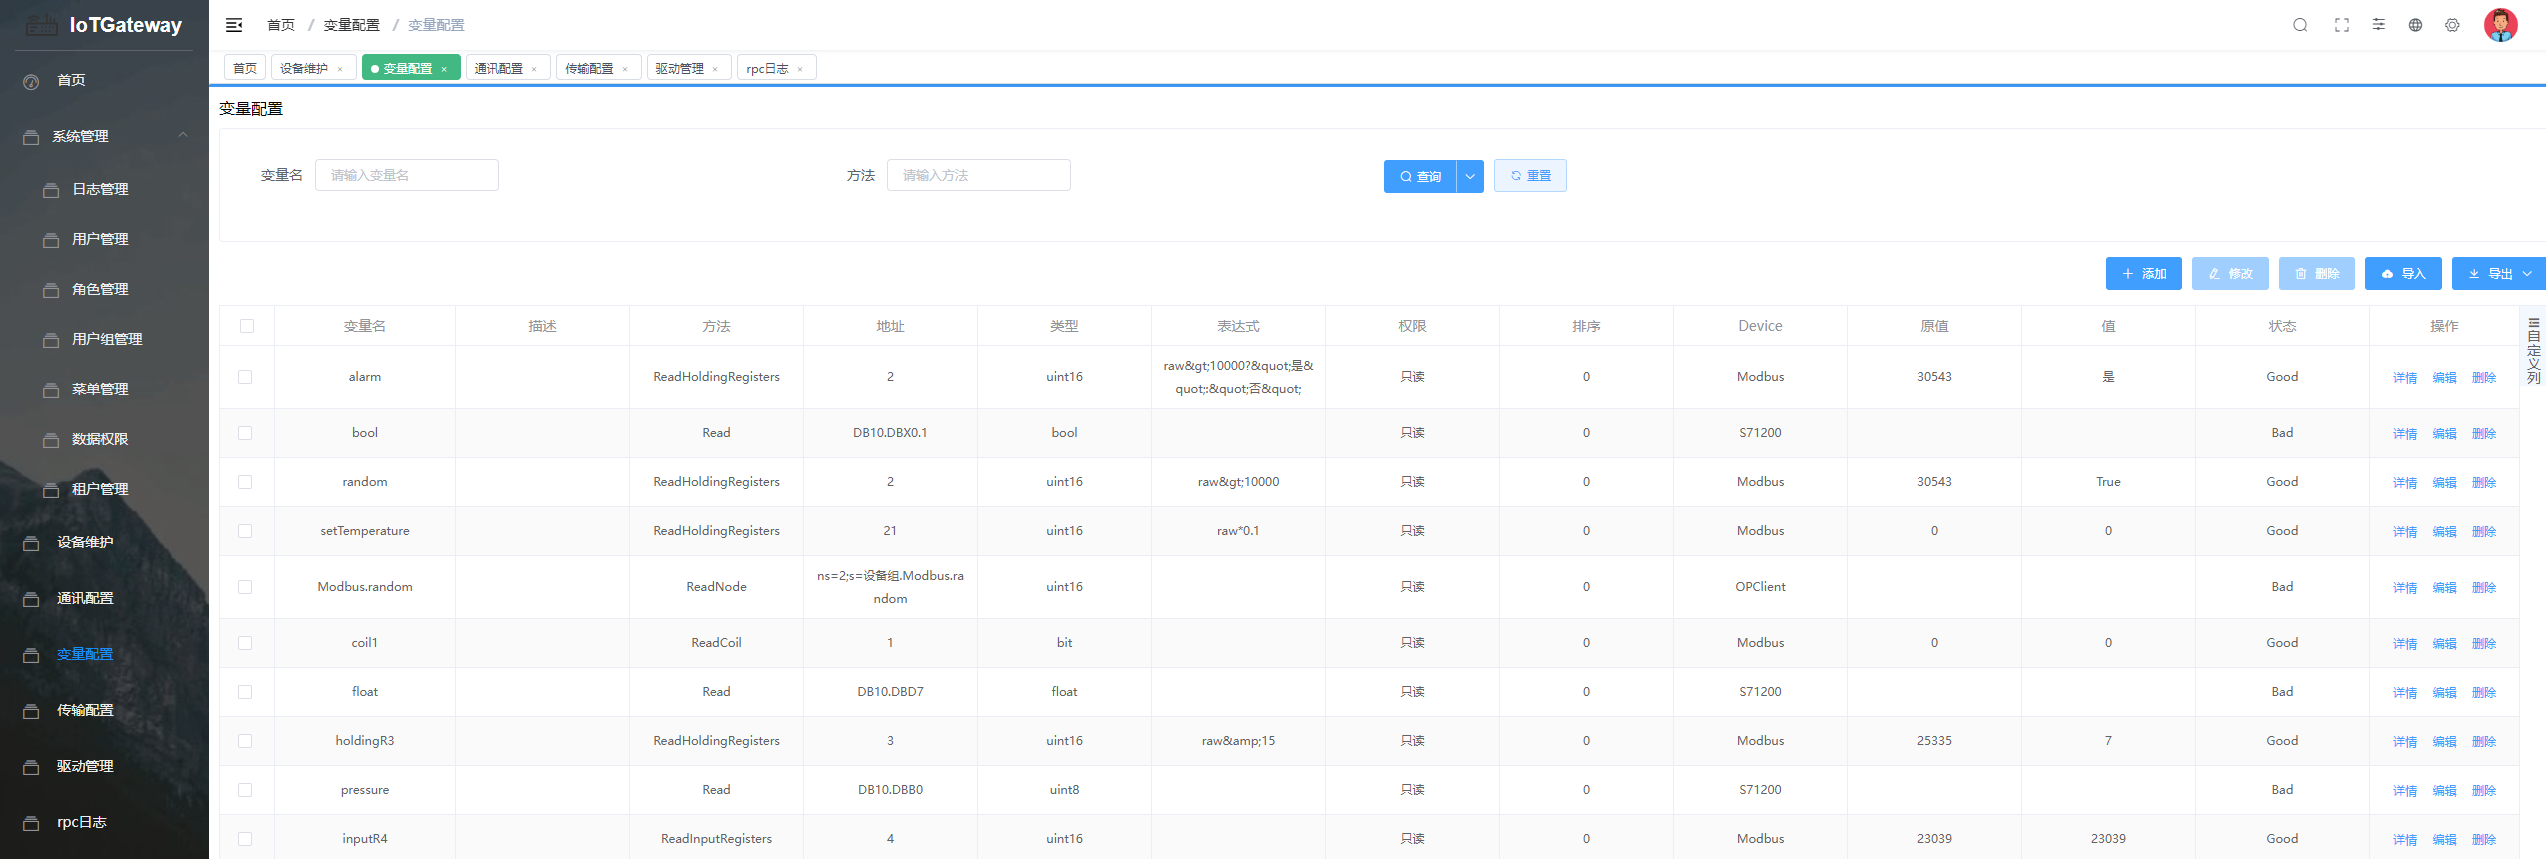 IoTGateway
首页
系统管理
日志管理
用户管理
角色管理
用户组管理
菜单管理
数据权限
租户管理
设备维护
通讯配置
变量配置
传输配置
驱动管理
rpc日志
首页 / 变量配置 / 变量配置
首页 设备维护 × 变量配置 × 通讯配置 × 传输配置 × 驱动管理 × rpc日志 ×
变量配置
变量名 请输入变量名 方法 请输入方法 查询 重置
添加 修改 删除 导入 导出
变量名 描述 方法 地址 类型 表达式 权限 排序 Device 原值 值 状态 操作
自定义列
alarm ReadHoldingRegisters 2 uint16 raw&gt;10000?&quot;是&
quot;:&quot;否&quot; 只读 0 Modbus 30543 是 Good 详情 编辑 删除
bool Read DB10.DBX0.1 bool 只读 0 S71200 Bad 详情 编辑 删除
random ReadHoldingRegisters 2 uint16 raw&gt;10000 只读 0 Modbus 30543 True Good 详情 编辑 删除
setTemperature ReadHoldingRegisters 21 uint16 raw*0.1 只读 0 Modbus 0 0 Good 详情 编辑 删除
Modbus.random ReadNode ns=2;s=设备组.Modbus.ra
ndom uint16 只读 0 OPClient Bad 详情 编辑 删除
coil1 ReadCoil 1 bit 只读 0 Modbus 0 0 Good 详情 编辑 删除
float Read DB10.DBD7 float 只读 0 S71200 Bad 详情 编辑 删除
holdingR3 ReadHoldingRegisters 3 uint16 raw&amp;15 只读 0 Modbus 25335 7 Good 详情 编辑 删除
pressure Read DB10.DBB0 uint8 只读 0 S71200 Bad 详情 编辑 删除
inputR4 ReadInputRegisters 4 uint16 只读 0 Modbus 23039 23039 Good 详情 编辑 删除